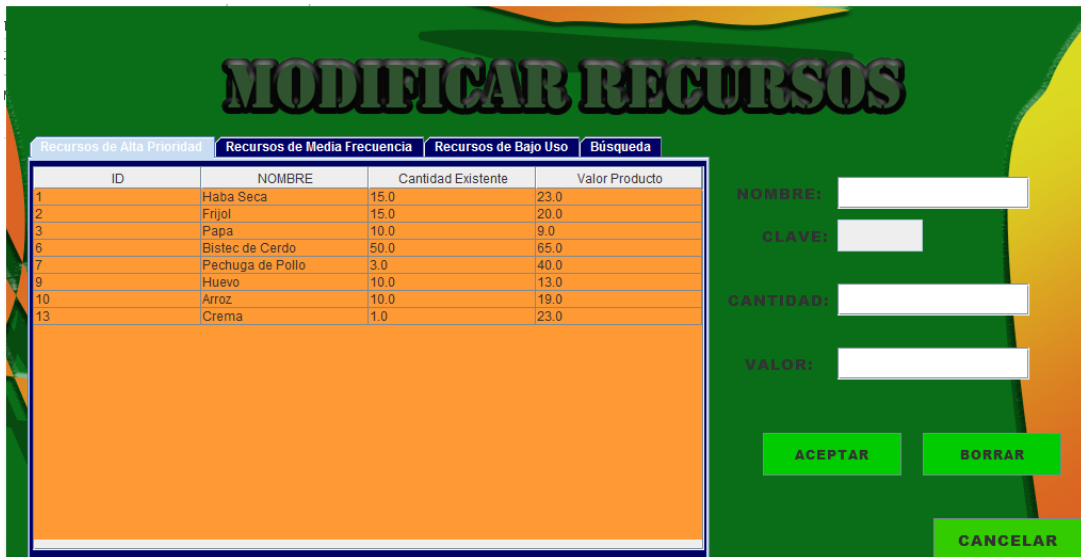 MODIFICAR RECURSOS
Recursos de Alta Prioridad Recursos de Media Frecuencia Recursos de Bajo Uso Búsqueda
ID NOMBRE Cantidad Existente Valor Producto
1 Haba Seca 15.0 23.0
2 Frijol 15.0 20.0
3 Papa 10.0 9.0
6 Bistec de Cerdo 50.0 65.0
7 Pechuga de Pollo 3.0 40.0
9 Huevo 10.0 13.0
10 Arroz 10.0 19.0
13 Crema 1.0 23.0
NOMBRE:
CLAVE:
CANTIDAD:
VALOR:
ACEPTAR BORRAR
CANCELAR